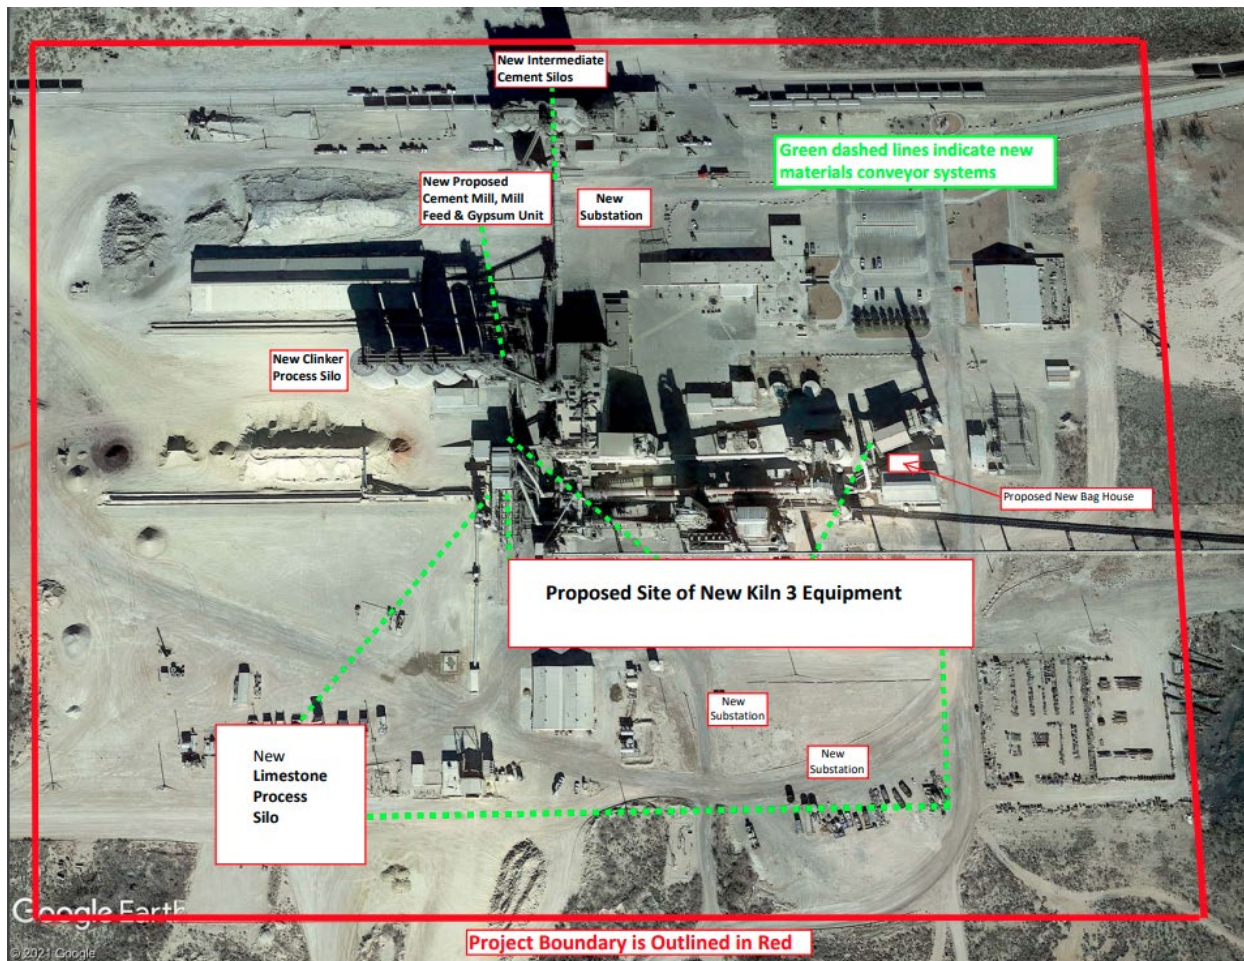 New Intermediate
Cement Silos
Green dashed lines indicate new
materials conveyor systems
New Proposed
Cement Mill, Mill
Feed & Gypsum Unit
New
Substation
New Clinker
Process Silo
Proposed New Bag House
Proposed Site of New Kiln 3 Equipment
New
Substation
New
Limestone
Process
Silo
New
Substation
Google Earth
© 2021 Google
Project Boundary is Outlined in Red